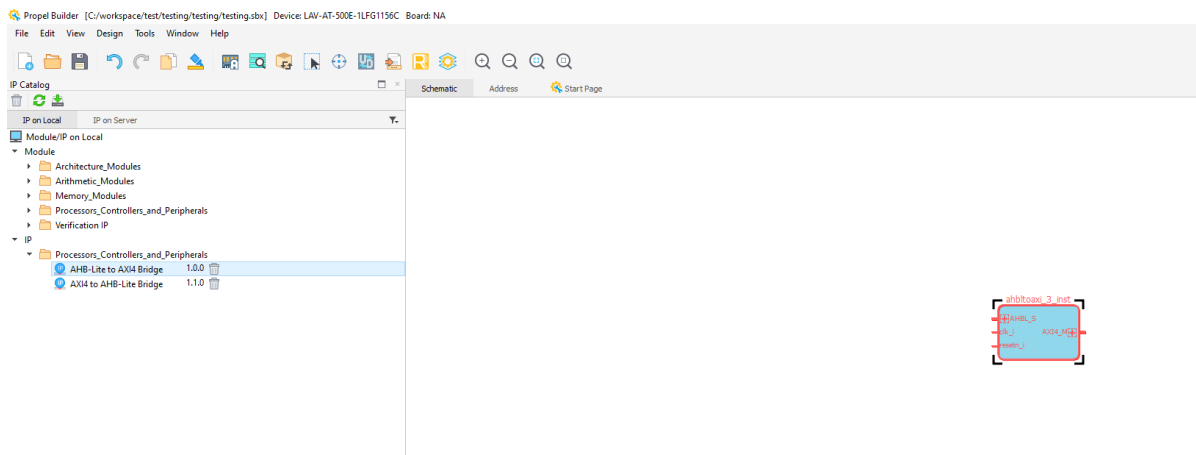 Propel Builder [C:/workspace/test/testing/testing/testing.sbx] Device: LAV-AT-500E-1LFG1156C Board: NA
File Edit View Design Tools Window Help
IP Catalog
Schematic Address Start Page
IP on Local IP on Server
Module/IP on Local
Module
Architecture_Modules
Arithmetic_Modules
Memory_Modules
Processors_Controllers_and_Peripherals
Verification IP
IP
Processors_Controllers_and_Peripherals
AHB-Lite to AXI4 Bridge 1.0.0
AXI4 to AHB-Lite Bridge 1.1.0
ahbltoaxi_3_inst
AHBL_S
clk_i AXI4_M
resetn_i